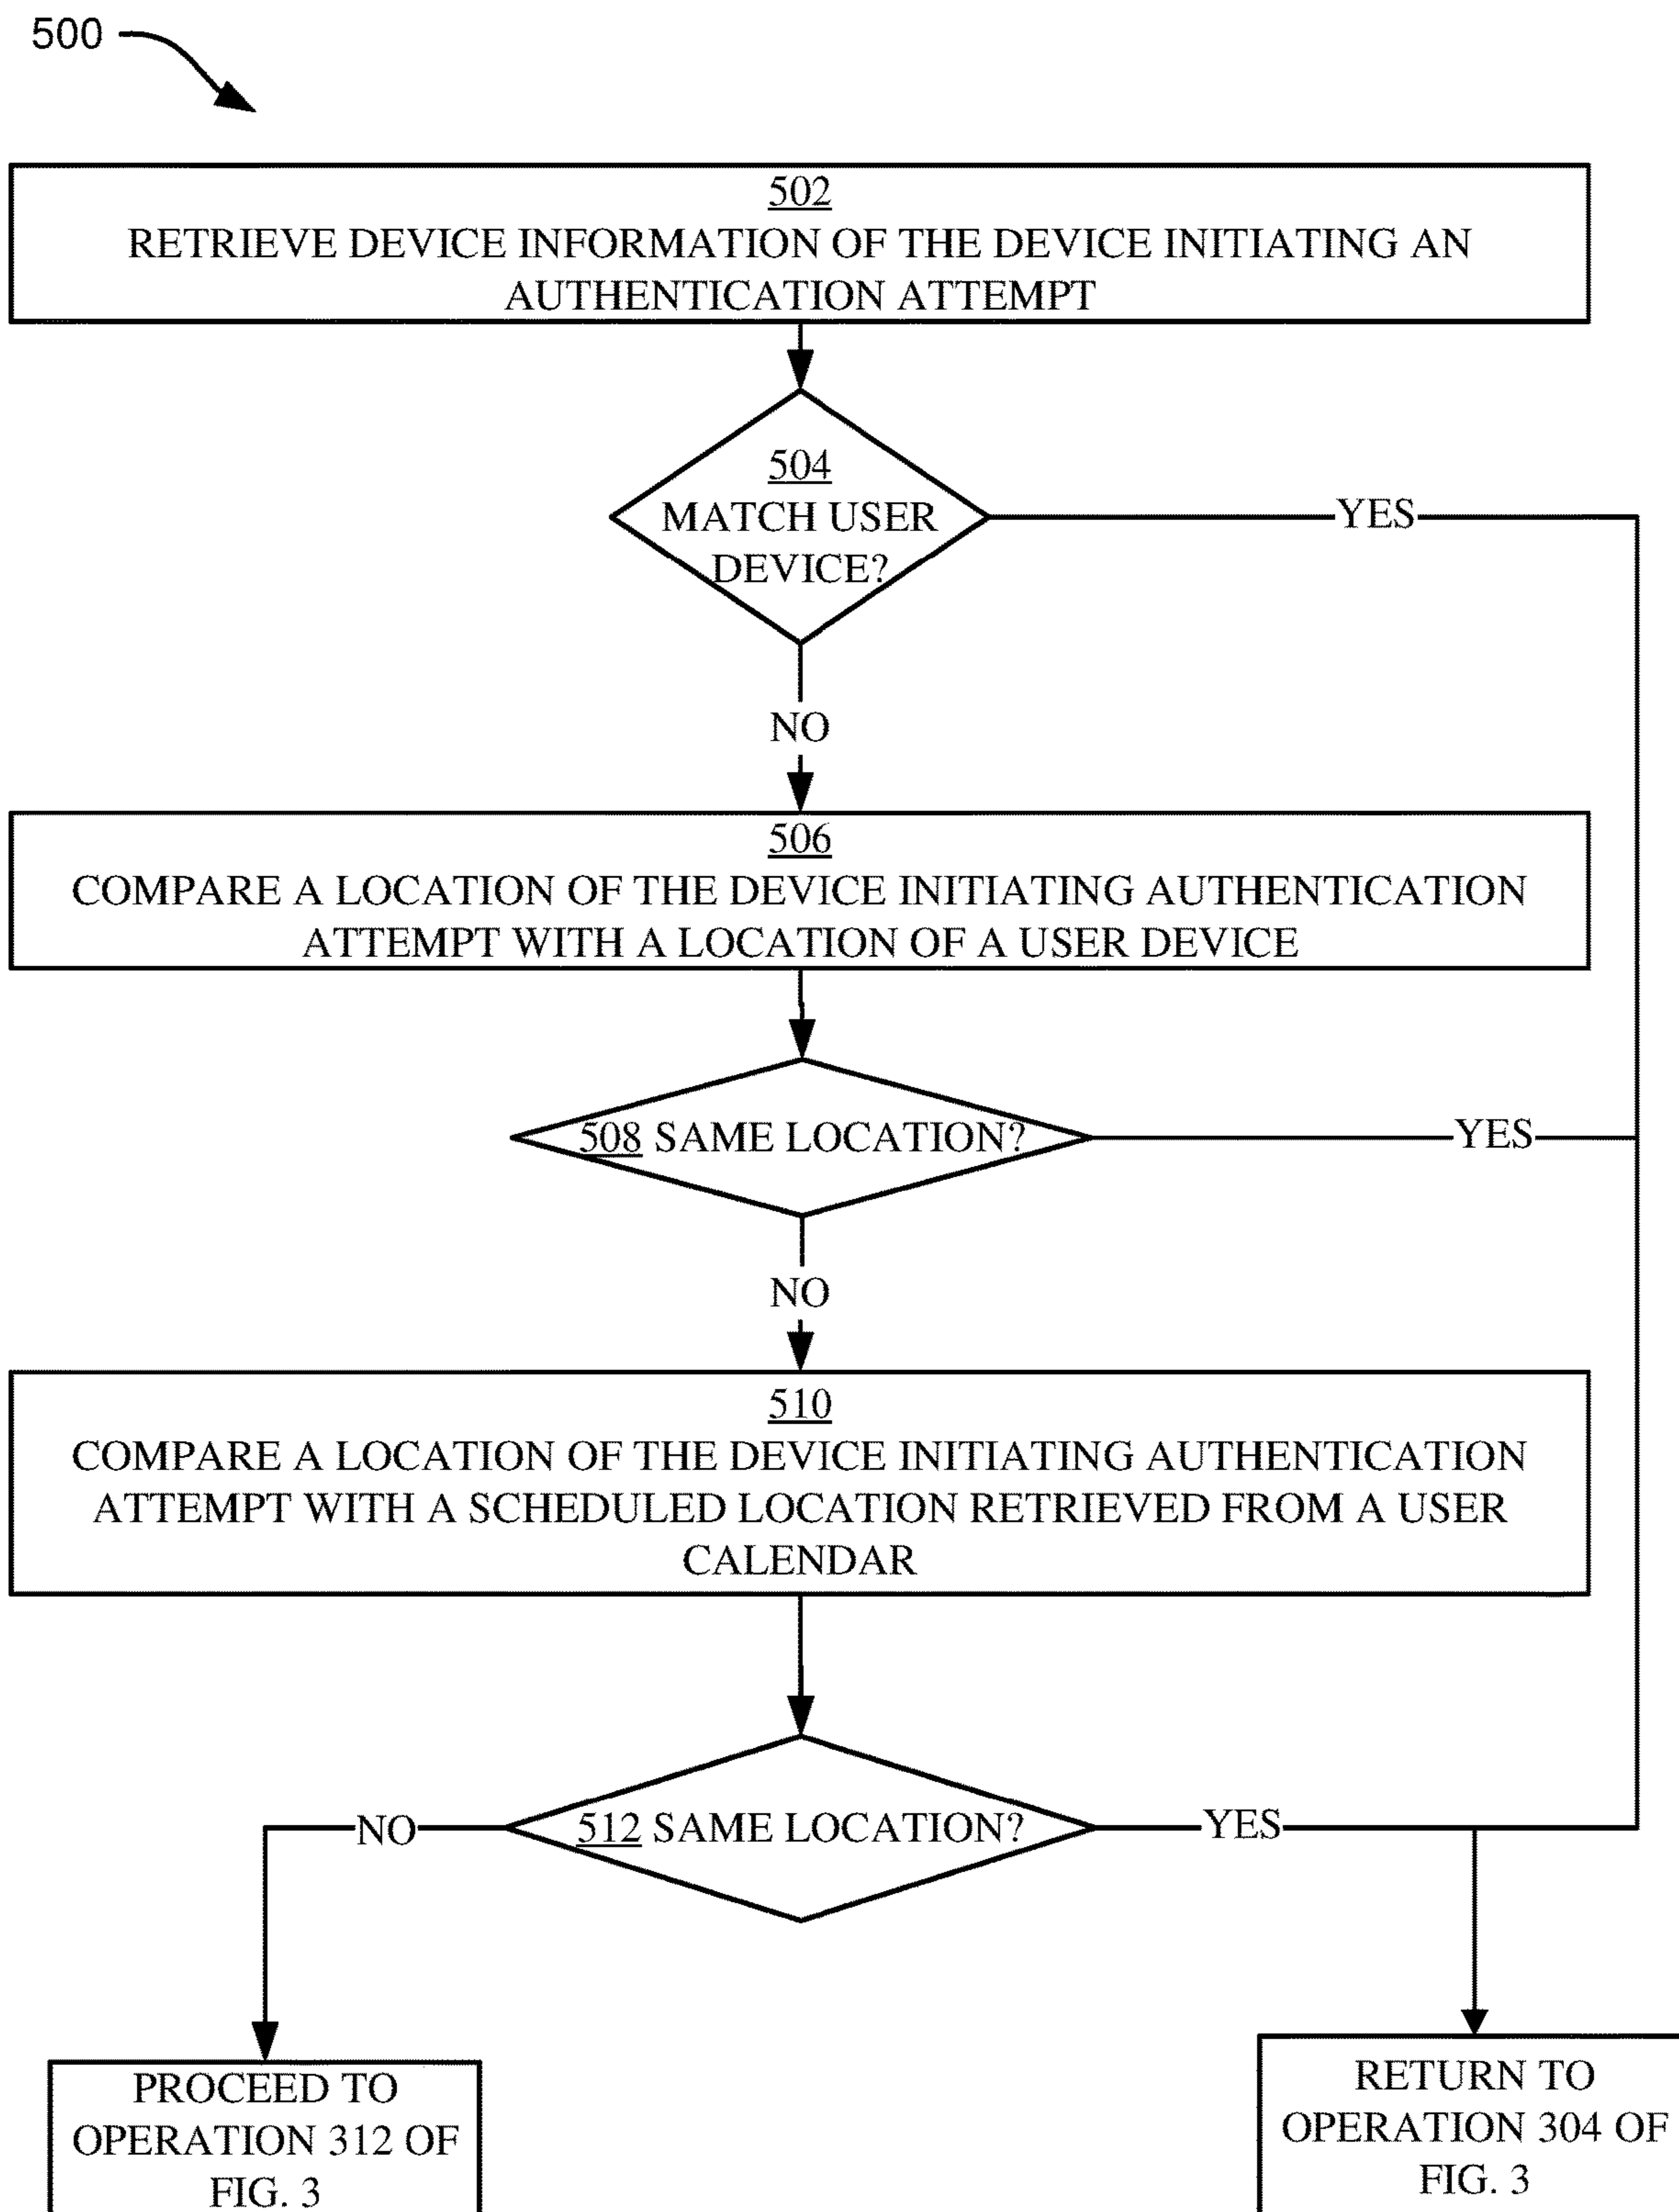 500
502
RETRIEVE DEVICE INFORMATION OF THE DEVICE INITIATING AN
AUTHENTICATION ATTEMPT
504
MATCH USER
DEVICE?
YES
NO
506
COMPARE A LOCATION OF THE DEVICE INITIATING AUTHENTICATION
ATTEMPT WITH A LOCATION OF A USER DEVICE
508 SAME LOCATION?
YES
NO
510
COMPARE A LOCATION OF THE DEVICE INITIATING AUTHENTICATION
ATTEMPT WITH A SCHEDULED LOCATION RETRIEVED FROM A USER
CALENDAR
NO
512 SAME LOCATION?
YES
PROCEED TO
OPERATION 312 OF
FIG. 3
RETURN TO
OPERATION 304 OF
FIG. 3